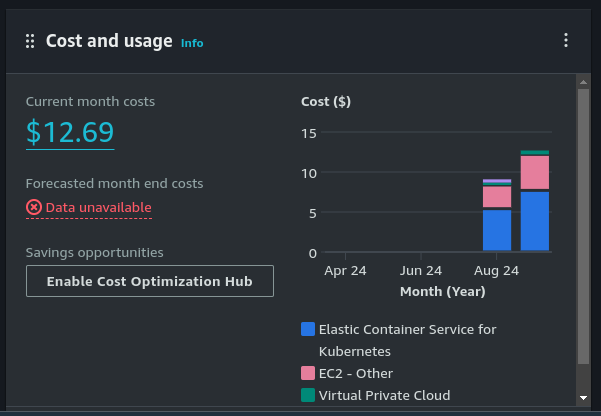 Cost and usage Info
Current month costs
$12.69
Forecasted month end costs
Data unavailable
Savings opportunities
Enable Cost Optimization Hub
Cost ($)
15
10
5
0
Apr 24 Jun 24 Aug 24
Month (Year)
Elastic Container Service for
Kubernetes
EC2 - Other
Virtual Private Cloud